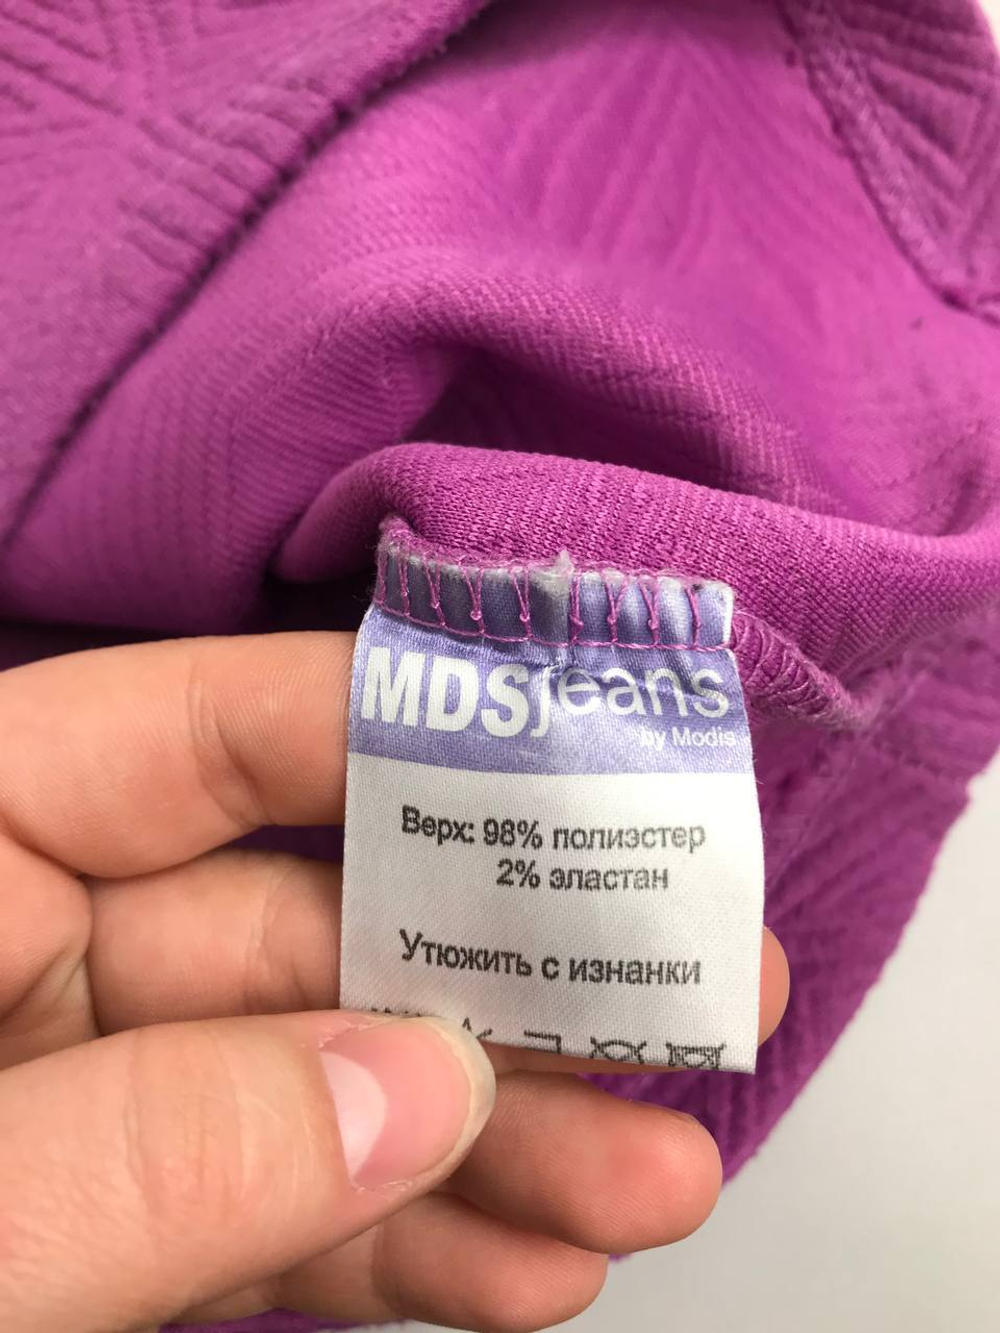 MDSjeans
by Modis
Верх: 98% полиэстер
2% эластан
Утюжить с изнанки